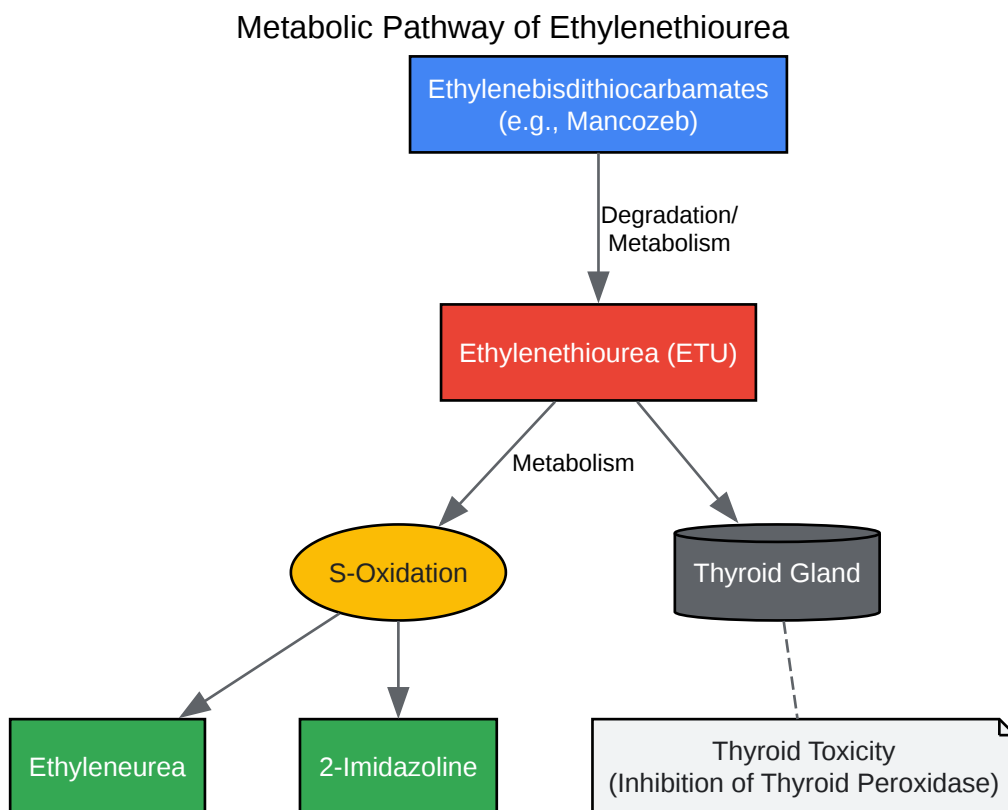 Metabolic Pathway of Ethylenethiourea
Ethylenebisdithiocarbamates
(e.g., Mancozeb)
Degradation/
Metabolism
Ethylenethiourea (ETU)
Metabolism
S-Oxidation
Thyroid Gland
Ethyleneurea
2-Imidazoline
Thyroid Toxicity
(Inhibition of Thyroid Peroxidase)